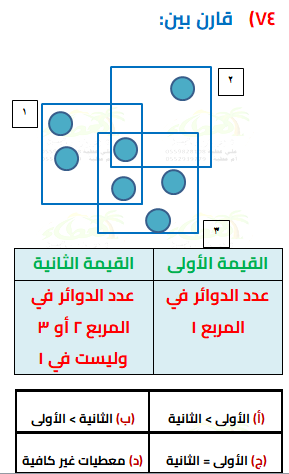 ٧٤) قارن بين:
٢
١
٣
القيمة الأولى
القيمة الثانية
عدد الدوائر في
المربع ١
عدد الدوائر في
المربع ٢ أو ٣
وليست في ١
(أ) الأولى > الثانية
(ب) الثانية > الأولى
(ج) الأولى = الثانية
(د) معطيات غير كافية